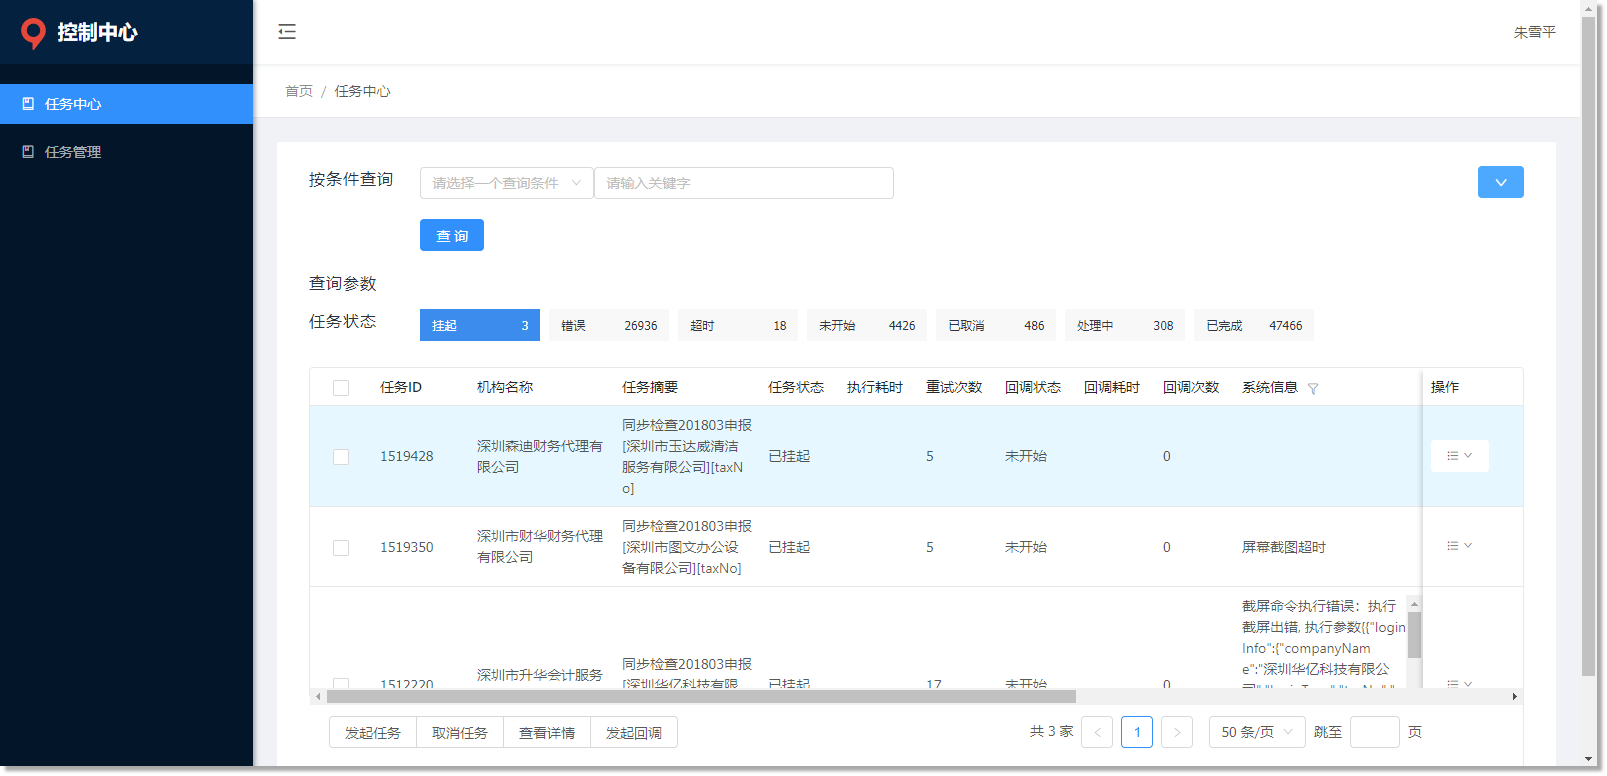 控制中心
朱雪平
任务中心
任务管理
首页 / 任务中心
按条件查询 请选择一个查询条件 请输入关键字
查 询
查询参数
任务状态 挂起 3 错误 26936 超时 18 未开始 4426 已取消 486 处理中 308 已完成 47466
任务ID 机构名称 任务摘要 任务状态 执行耗时 重试次数 回调状态 回调耗时 回调次数 系统信息 操作
同步检查201803申报
深圳森迪财务代理有 [深圳市玉达威清洁
1519428 已挂起 5 未开始 0
限公司 服务有限公司][taxN
o]
同步检查201803申报
深圳市财华财务代理
1519350 [深圳市图文办公设 已挂起 5 未开始 0 屏幕截图超时
有限公司 备有限公司][taxNo]
截屏命令执行错误：执行
截屏出错, 执行参数({"login
Info":{"companyNam
同步检查201803申报
深圳市升华会计服务 e":"深圳华亿科技有限公
1512220 [深圳华亿科技有限 已挂起 17 未开始 0
发起任务 取消任务 查看详情 发起回调 共 3 家 1 50 条/页 跳至 页